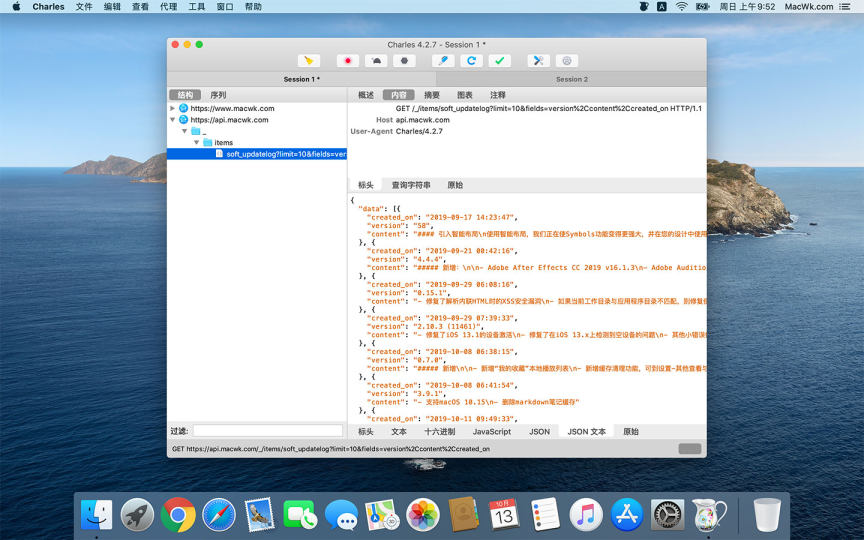 Charles 文件 编辑 查看 代理 工具 窗口 帮助 周日 上午9:52 MacWk.com
Charles 4.2.7 - Session 1 *
Session 1 * Session 2
结构 序列
概述 内容 摘要 图表 注释
https://www.macwk.com
https://api.macwk.com
_
items
soft_updatelog?limit=10&fields=ver
GET /_/items/soft_updatelog?limit=10&fields=version%2Ccontent%2Ccreated_on HTTP/1.1
Host api.macwk.com
User-Agent Charles/4.2.7
标头 查询字符串 原始
{
"data": [{
"created_on": "2019-09-17 14:23:47",
"version": "58",
"content": "#### 引入智能布局\n使用智能布局，我们正在使Symbols功能变得更强大，并在您的设计中使用
}, {
"created_on": "2019-09-21 00:42:16",
"version": "4.4.4",
"content": "##### 新增：\n\n- Adobe After Effects CC 2019 v16.1.3\n- Adobe Auditio
}, {
"created_on": "2019-09-29 06:08:16",
"version": "0.15.1",
"content": "- 修复了解析内联HTML时的XSS安全漏洞\n- 如果当前工作目录与应用程序目录不匹配，则修复
}, {
"created_on": "2019-09-29 07:39:33",
"version": "2.10.3 (11461)",
"content": "- 修复了iOS 13.1的设备激活\n- 修复了在iOS 13.x上检测到空设备的问题\n- 其他小错误
}, {
"created_on": "2019-10-08 06:38:15",
"version": "0.7.0",
"content": "##### 新增\n\n- 新增“我的收藏”本地播放列表\n- 新增缓存清理功能，可到设置-其他查看与
}, {
"created_on": "2019-10-08 06:41:54",
"version": "3.9.1",
"content": "- 支持macOS 10.15\n- 删除markdown笔记缓存"
}, {
"created_on": "2019-10-11 09:49:33",
过滤:
标头 文本 十六进制 JavaScript JSON JSON 文本 原始
GET https://api.macwk.com/_/items/soft_updatelog?limit=10&fields=version%2Ccontent%2Ccreated_on
10月
13